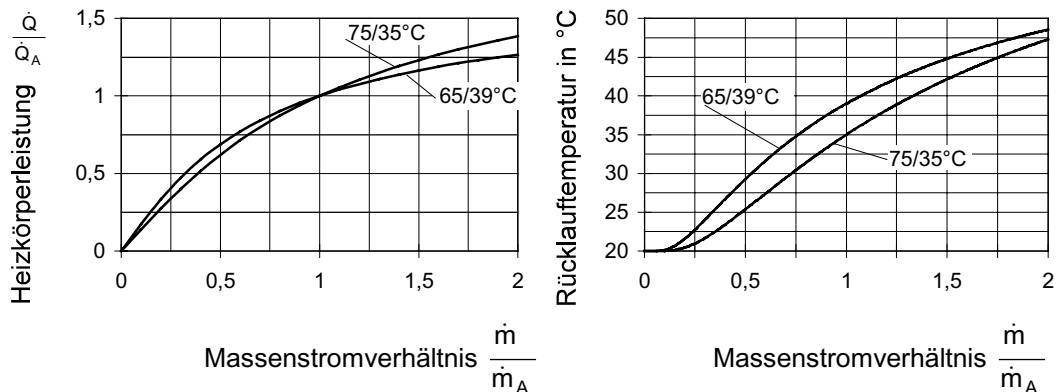 Heizkörperleistung Q̇/Q̇A
1,5
1
0,5
0
75/35°C
65/39°C
0 0,5 1 1,5 2
Massenstromverhältnis ṁ/ṁA
Rücklauftemperatur in °C
50
45
40
35
30
25
20
65/39°C
75/35°C
0 0,5 1 1,5 2
Massenstromverhältnis ṁ/ṁA